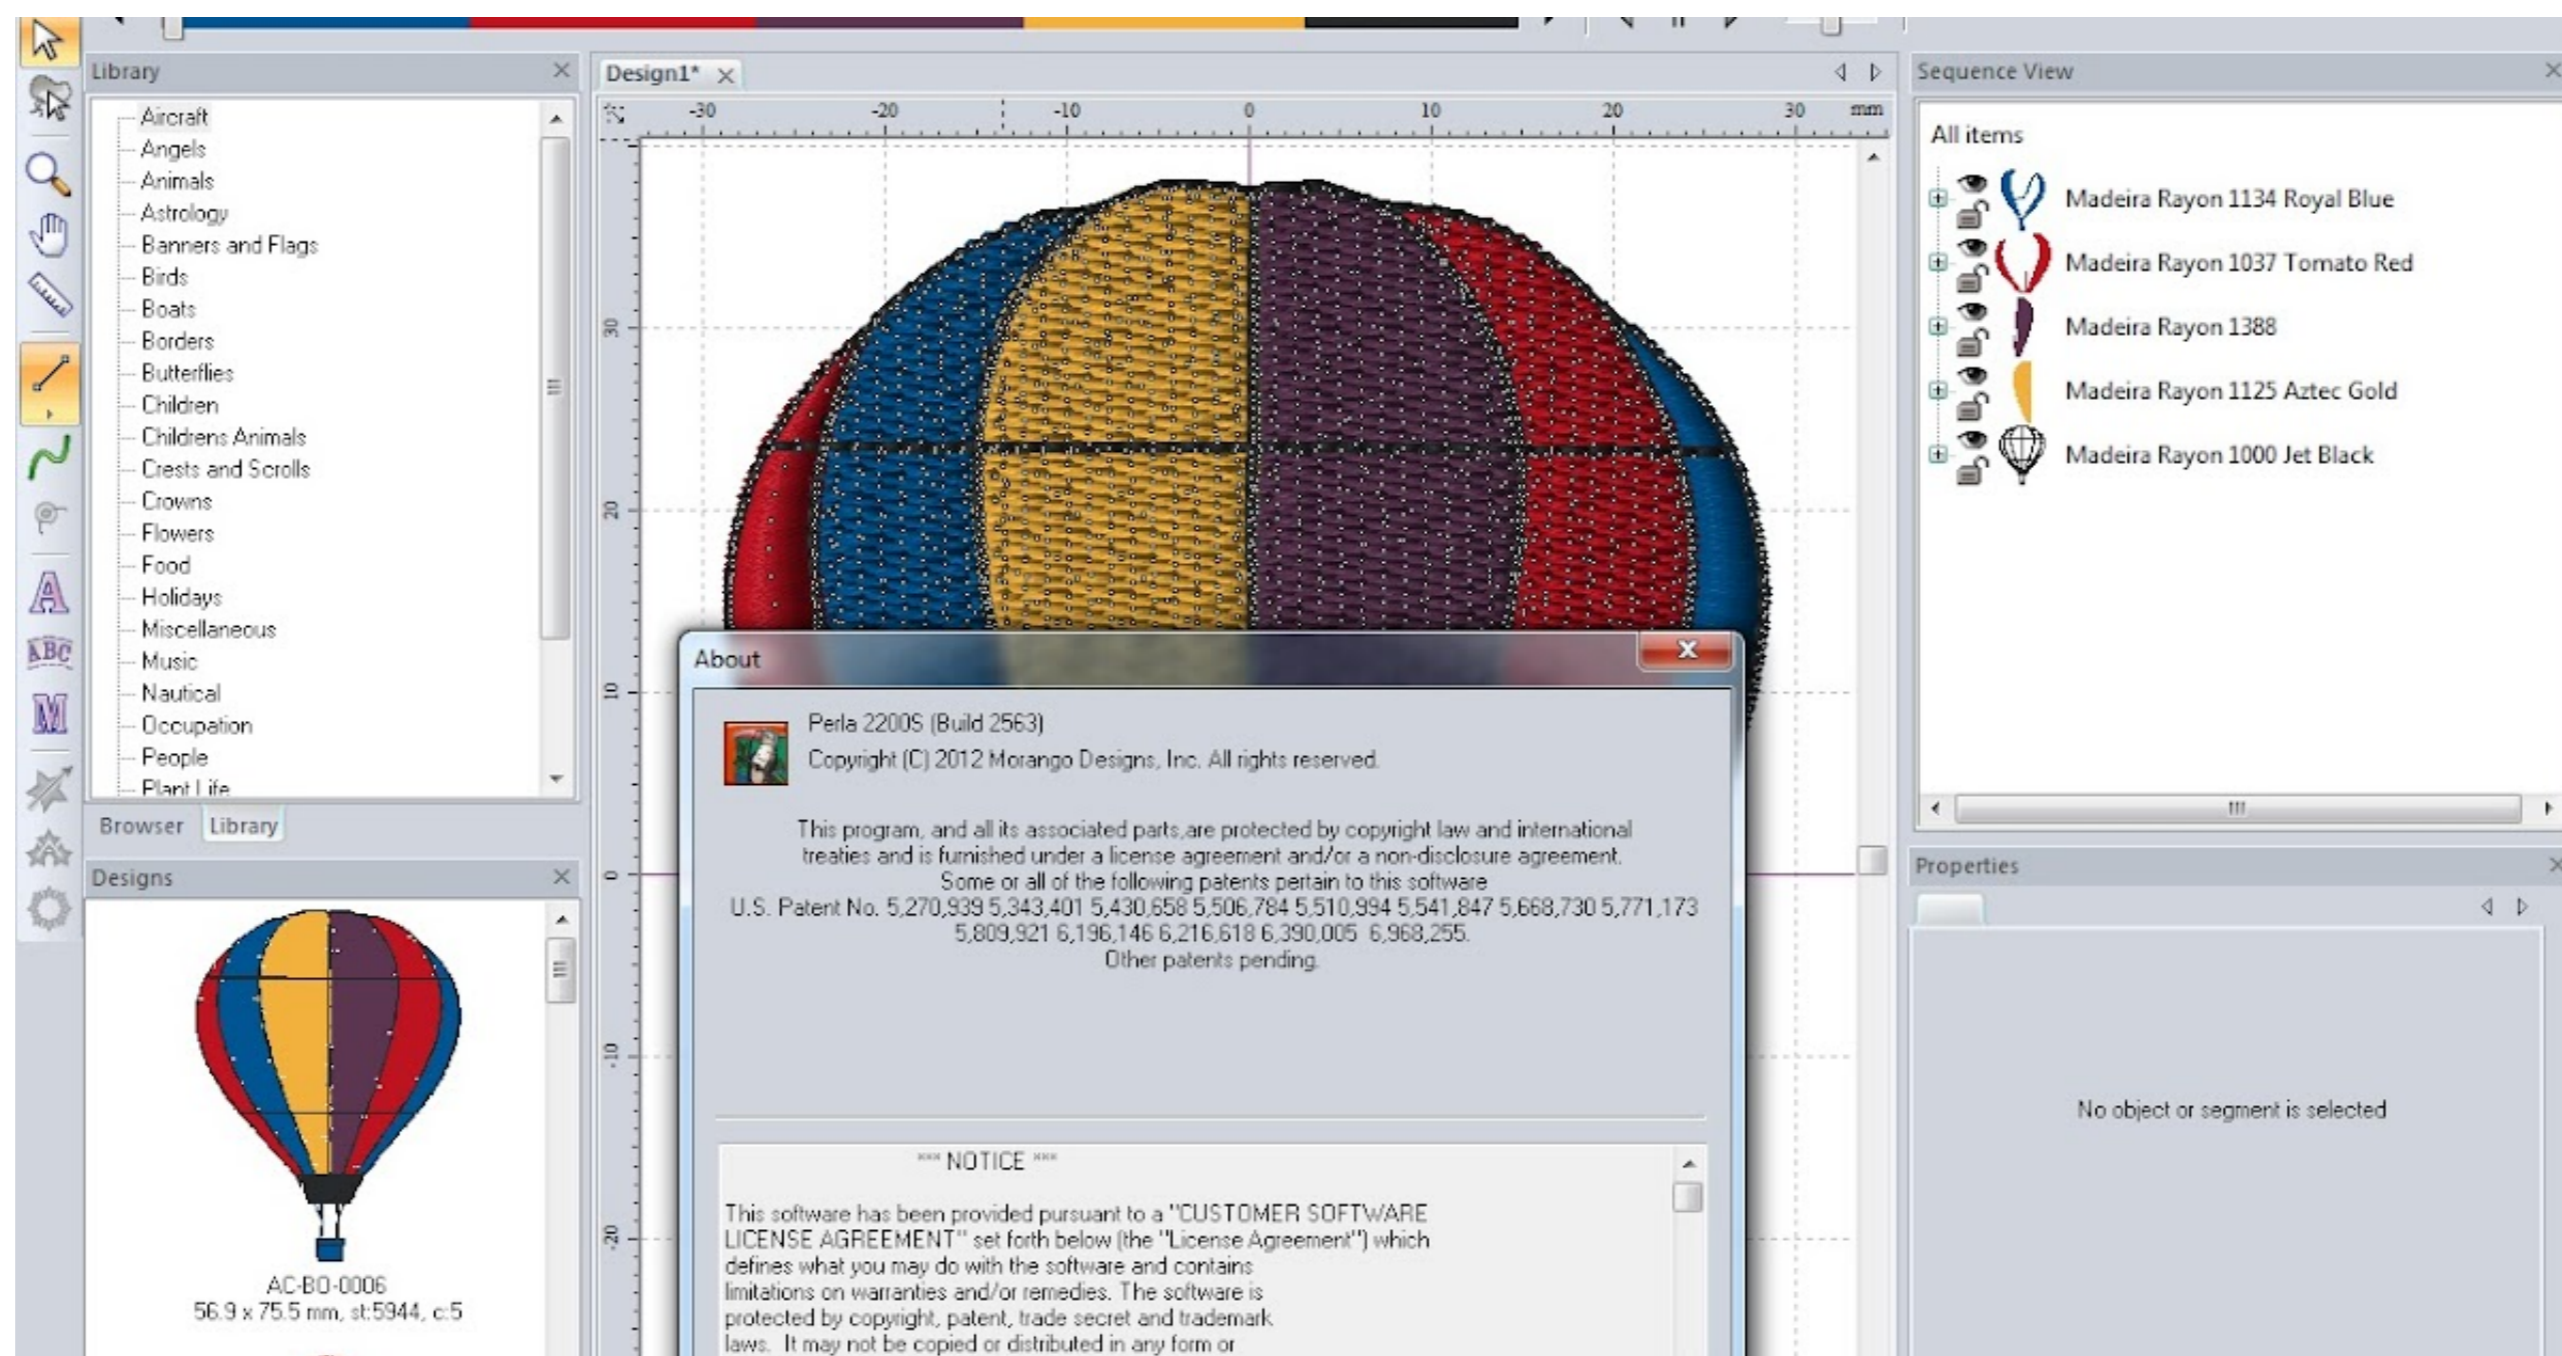 Library
Aircraft
Angels
Animals
Astrology
Banners and Flags
Birds
Boats
Borders
Butterflies
Children
Childrens Animals
Crests and Scrolls
Crowns
Flowers
Food
Holidays
Miscellaneous
Music
Nautical
Occupation
People
Plant Life
Browser Library
Designs
AC-BO-0006
56.9 x 75.5 mm, st:5944, c:5
A
ABC
M
Design1*
-30 -20 -10 0 10 20 30 mm
30
20
10
0
-10
-20
About
Perla 2200S (Build 2563)
Copyright (C) 2012 Morango Designs, Inc. All rights reserved.
This program, and all its associated parts,are protected by copyright law and international
treaties and is furnished under a license agreement and/or a non-disclosure agreement.
Some or all of the following patents pertain to this software
U.S. Patent No. 5,270,939 5,343,401 5,430,658 5,506,784 5,510,994 5,541,847 5,668,730 5,771,173
5,809,921 6,196,146 6,216,618 6,390,005 6,968,255.
Other patents pending.
*** NOTICE ***
This software has been provided pursuant to a "CUSTOMER SOFTWARE
LICENSE AGREEMENT" set forth below (the "License Agreement") which
defines what you may do with the software and contains
limitations on warranties and/or remedies. The software is
protected by copyright, patent, trade secret and trademark
laws. It may not be copied or distributed in any form or
Sequence View
All items
Madeira Rayon 1134 Royal Blue
Madeira Rayon 1037 Tomato Red
Madeira Rayon 1388
Madeira Rayon 1125 Aztec Gold
Madeira Rayon 1000 Jet Black
Properties
No object or segment is selected